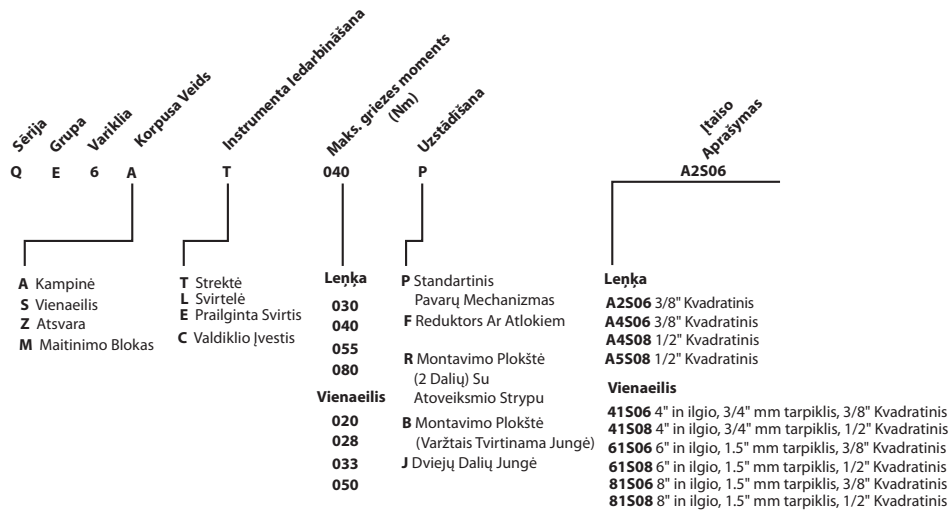 Sērija
Grupa
Variklia
Korpusa Veids
Instrumenta Iedarbināšana
Maks. griezes moments
(Nm)
Uzstādīšana
Įtaiso
Aprašymas
Q E 6 A T 040 P A2S06
A Kampinė
S Vienaeilis
Z Atsvara
M Maitinimo Blokas
T Strektė
L Svirtelė
E Prailginta Svirtis
C Valdiklio Įvestis
Leņķa
030
040
055
080
Vienaeilis
020
028
033
050
P Standartinis
Pavarų Mechanizmas
F Reduktors Ar Atlokiem
R Montavimo Plokštė
(2 Dalių) Su
Atoveiksmio Strypu
B Montavimo Plokštė
(Varžtais Tvirtinama Jungė)
J Dviejų Dalių Jungė
Leņķa
A2S06 3/8" Kvadratinis
A4S06 3/8" Kvadratinis
A4S08 1/2" Kvadratinis
A5S08 1/2" Kvadratinis
Vienaeilis
41S06 4" in ilgio, 3/4" mm tarpiklis, 3/8" Kvadratinis
41S08 4" in ilgio, 3/4" mm tarpiklis, 1/2" Kvadratinis
61S06 6" in ilgio, 1.5" mm tarpiklis, 3/8" Kvadratinis
61S08 6" in ilgio, 1.5" mm tarpiklis, 1/2" Kvadratinis
81S06 8" in ilgio, 1.5" mm tarpiklis, 3/8" Kvadratinis
81S08 8" in ilgio, 1.5" mm tarpiklis, 1/2" Kvadratinis